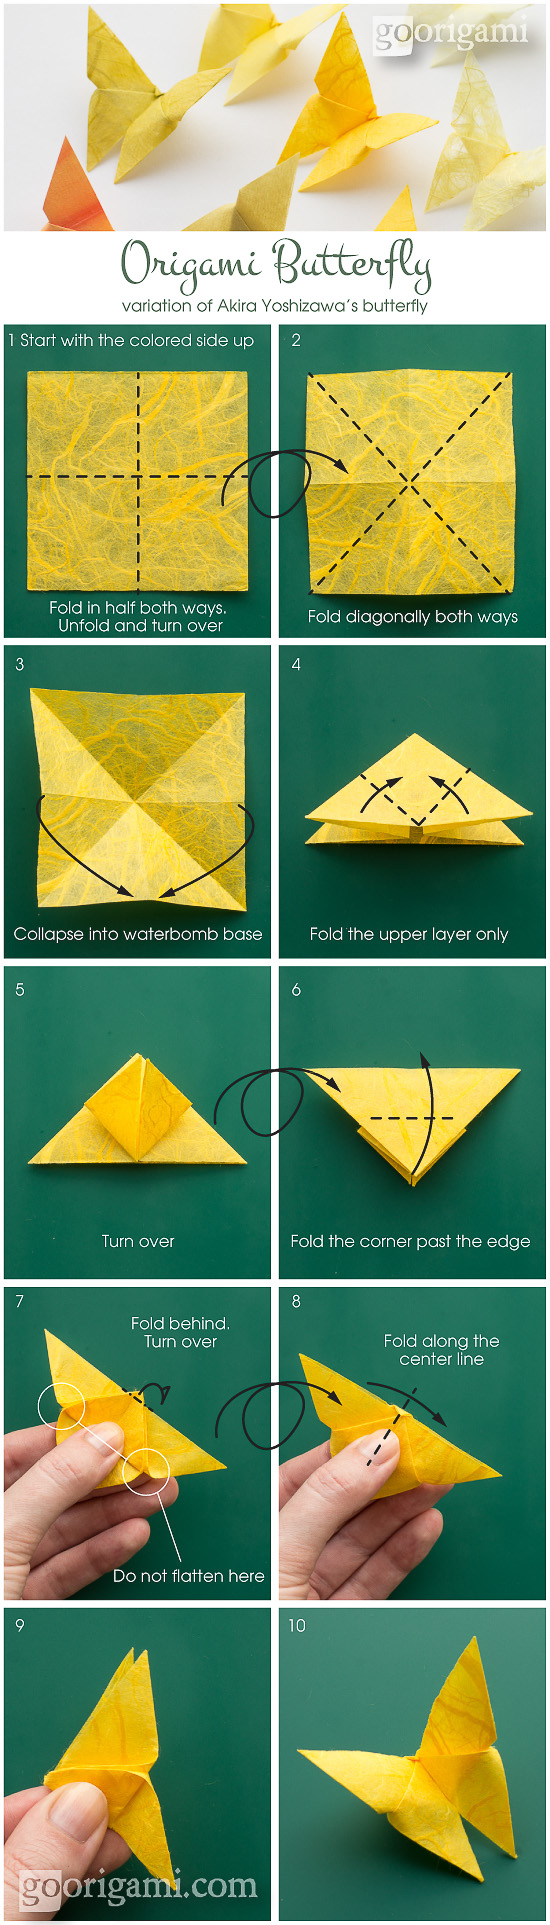 goorigami
Origami Butterfly
variation of Akira Yoshizawa's butterfly
1 Start with the colored side up
Fold in half both ways.
Unfold and turn over
2
Fold diagonally both ways
3
Collapse into waterbomb base
4
Fold the upper layer only
5
Turn over
6
Fold the corner past the edge
7
Fold behind.
Turn over
Do not flatten here
8
Fold along the
center line
9
10
goorigami.com